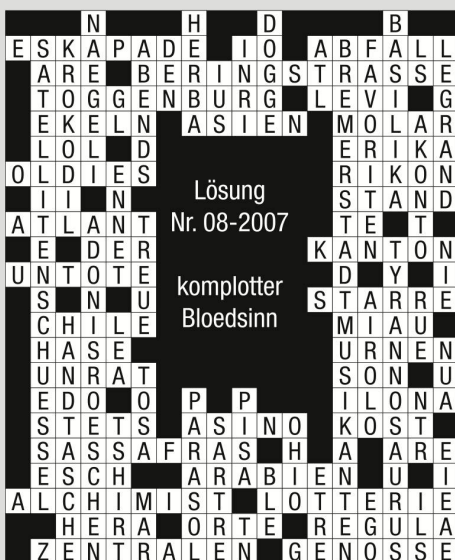 N H D B
ESKAPADE IO ABFALL
ARE BERINGSTRASSE
TOGGENBURG LEVI G
EKELN ASIEN MOLAR
LOL D ERIKA
OLDIES RIKON
I I N STAND
ATLANT TE T
E DER KANTON
UNTOTE D Y I
S N U STARRE
CHILE MIAU
HASE URNEN
UNRAT SON U
EDO O P P ILONA
STETS ASINO KOST
SASSAFRAS H A ARE
ESCH ARABIEN U I
ALCHIMIST LOTTERIE
HERA ORTE REGULA
ZENTRALEN GENOSSE
Lösung
Nr. 08-2007
komplotter
Bloedsinn